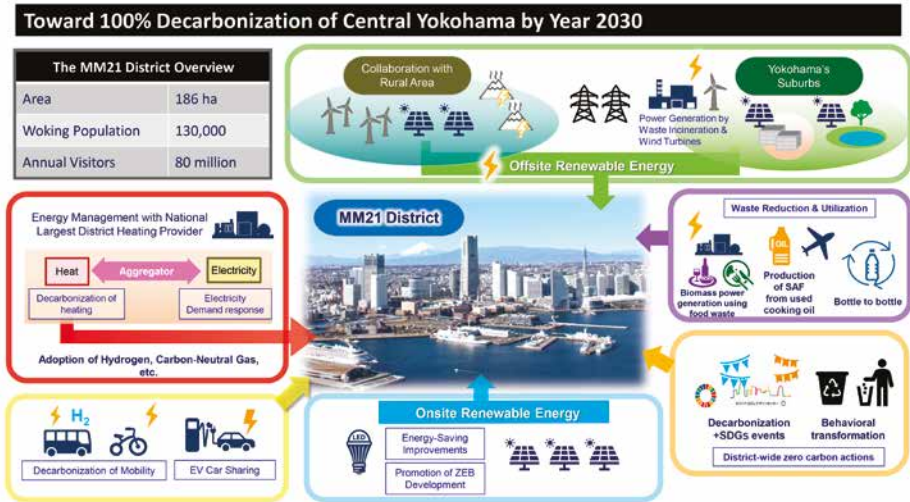 Toward 100% Decarbonization of Central Yokohama by Year 2030
The MM21 District Overview
Area 186 ha
Woking Population 130,000
Annual Visitors 80 million
Collaboration with
Rural Area
Power Generation by
Waste Incineration &
Wind Turbines
Yokohama's
Suburbs
Offsite Renewable Energy
Energy Management with National
Largest District Heating Provider
Heat
Aggregator
Electricity
Decarbonization of
heating
Electricity
Demand response
Adoption of Hydrogen, Carbon-Neutral Gas,
etc.
MM21 District
Waste Reduction & Utilization
Biomass power
generation using
food waste
OIL
Production
of SAF
from used
cooking oil
Bottle to bottle
H2
Decarbonization of Mobility
EV Car Sharing
Onsite Renewable Energy
LED
Energy-Saving
Improvements
Promotion of ZEB
Development
Decarbonization
+SDGs events
Behavioral
transformation
District-wide zero carbon actions